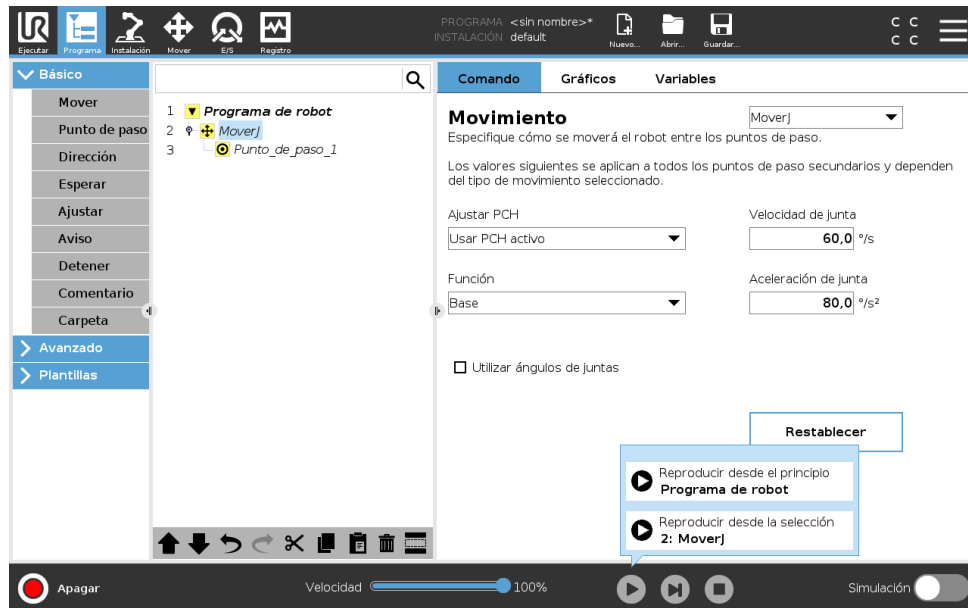 UR
PROGRAMA <sin nombre>*
INSTALACIÓN default
C C
C C
Ejecutar Programa Instalación Mover E/S Registro
Nuevo... Abrir... Guardar...
Básico
Mover
Punto de paso
Dirección
Esperar
Ajustar
Aviso
Detener
Comentario
Carpeta
Avanzado
Plantillas
1 Programa de robot
2 MoverJ
3 Punto_de_paso_1
Comando Gráficos Variables
Movimiento
MoverJ
Especifique cómo se moverá el robot entre los puntos de paso.
Los valores siguientes se aplican a todos los puntos de paso secundarios y dependen
del tipo de movimiento seleccionado.
Ajustar PCH
Usar PCH activo
Velocidad de junta
60,0 °/s
Función
Base
Aceleración de junta
80,0 °/s²
Utilizar ángulos de juntas
Restablecer
Reproducir desde el principio
Programa de robot
Reproducir desde la selección
2: MoverJ
Apagar
Velocidad
100%
Simulación